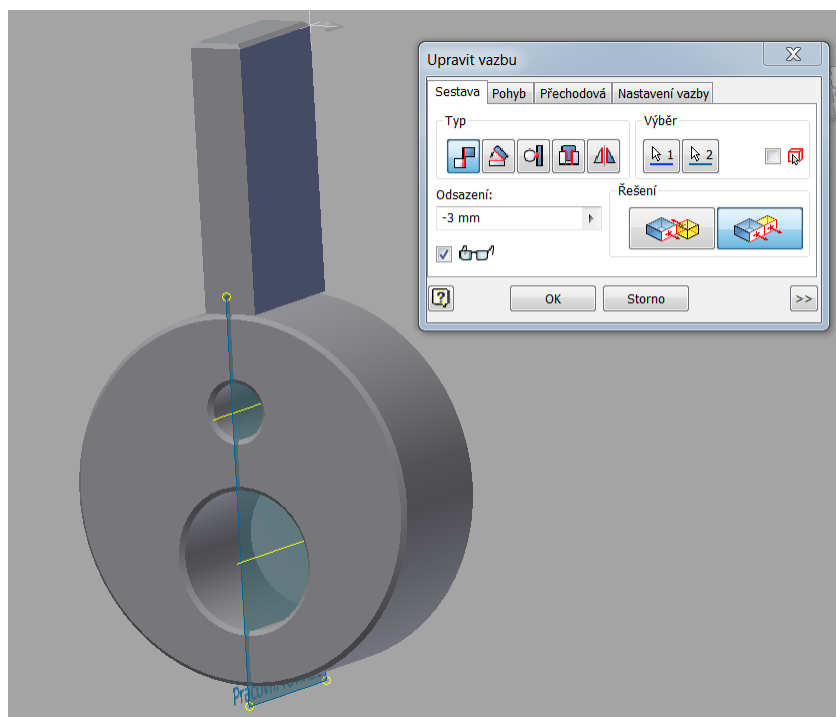 Upravit vazbu
Sestava Pohyb Přechodová Nastavení vazby
Typ Výběr
1 2
Odsazení: Řešení
-3 mm
OK Storno >>